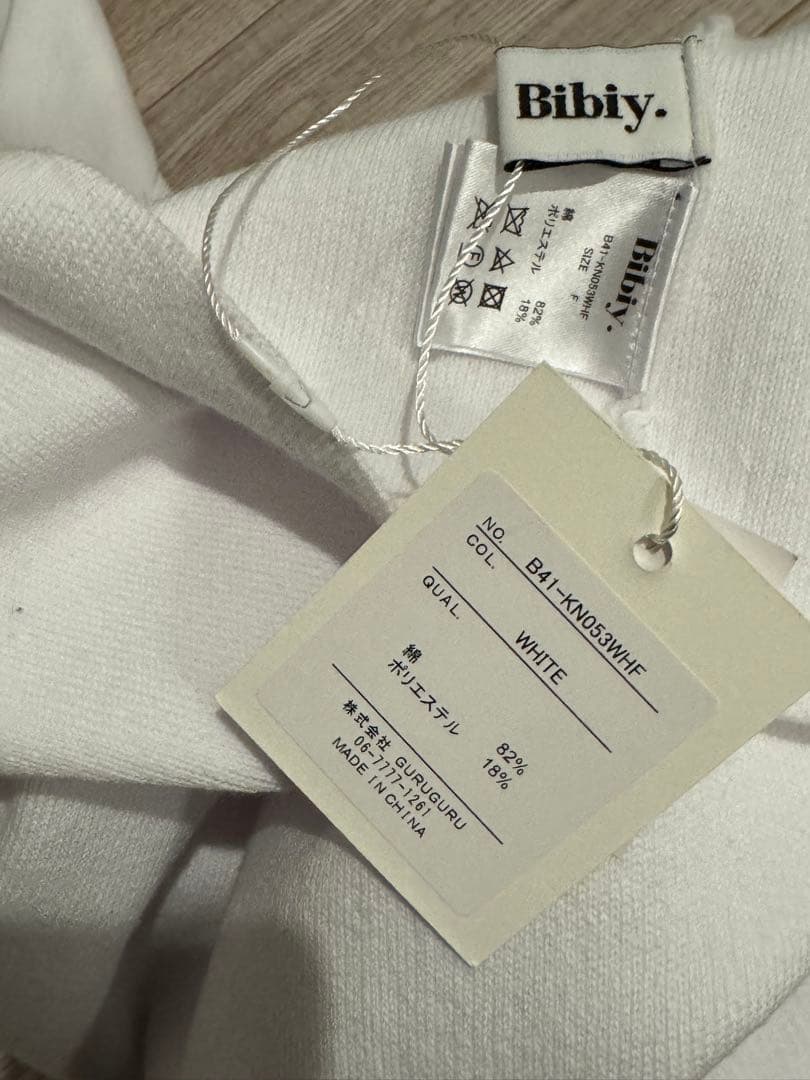 Bibiy.
Bibiy.
B41-KN053WHF
SIZE F
綿 82%
ポリエステル 18%
NO. B41-KN053WHF
COL. WHITE
QUAL.
綿 82%
ポリエステル 18%
株式会社 GURUGURU
06-7777-1261
MADE IN CHINA